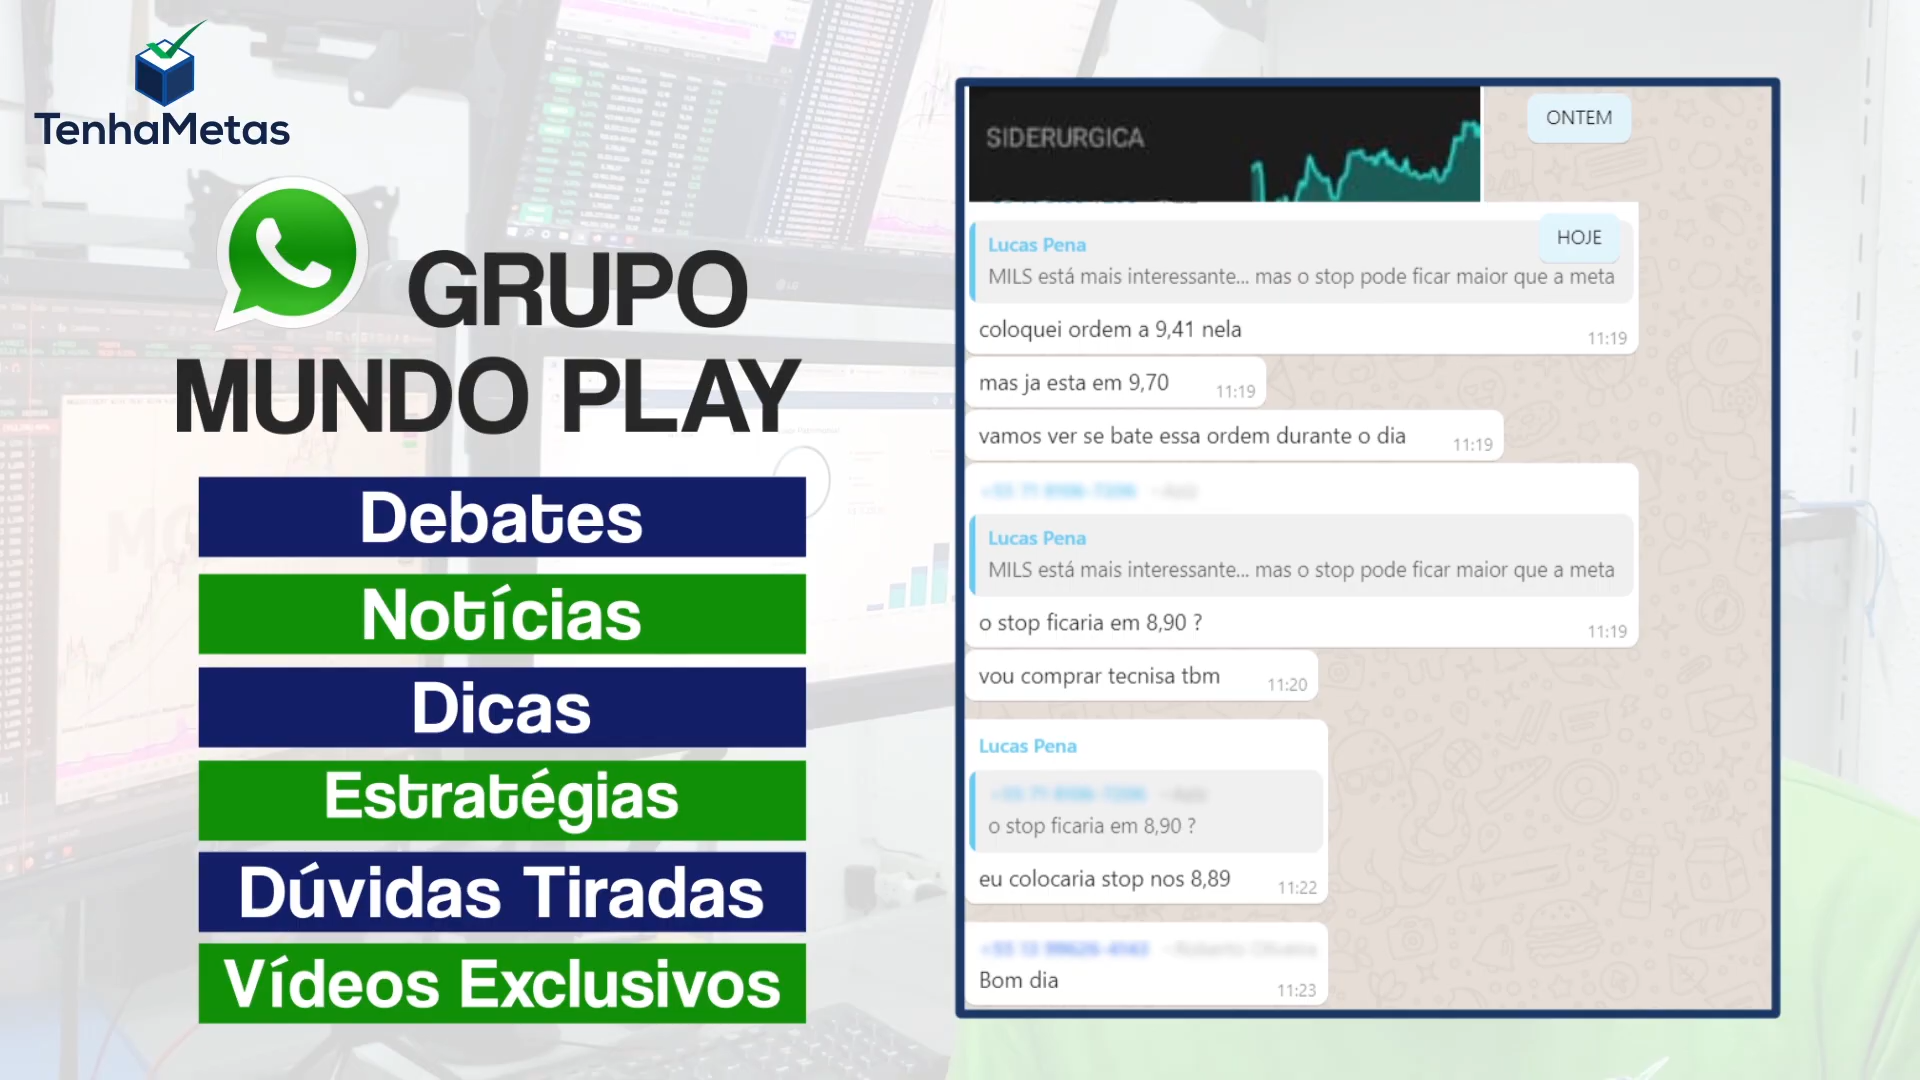 TenhaMetas
GRUPO
MUNDO PLAY
Debates
Notícias
Dicas
Estratégias
Dúvidas Tiradas
Vídeos Exclusivos
SIDERURGICA
ONTEM
HOJE
Lucas Pena
MILS está mais interessante... mas o stop pode ficar maior que a meta
coloquei ordem a 9,41 nela
11:19
mas ja esta em 9,70
11:19
vamos ver se bate essa ordem durante o dia
11:19
Lucas Pena
MILS está mais interessante... mas o stop pode ficar maior que a meta
o stop ficaria em 8,90 ?
11:19
vou comprar tecnisa tbm
11:20
Lucas Pena
o stop ficaria em 8,90 ?
eu colocaria stop nos 8,89
11:22
Bom dia
11:23